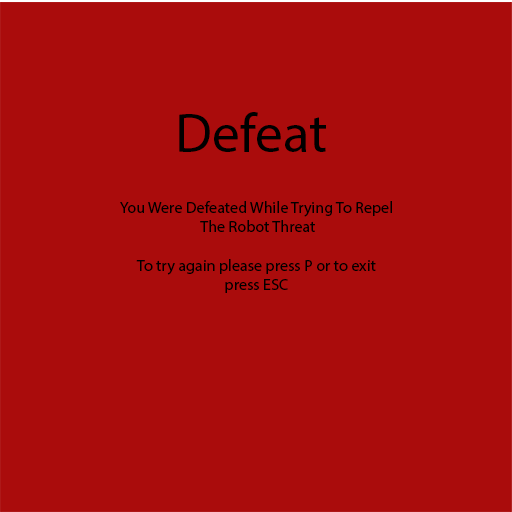 Defeat
You Were Defeated While Trying To Repel
The Robot Threat
To try again please press P or to exit
press ESC